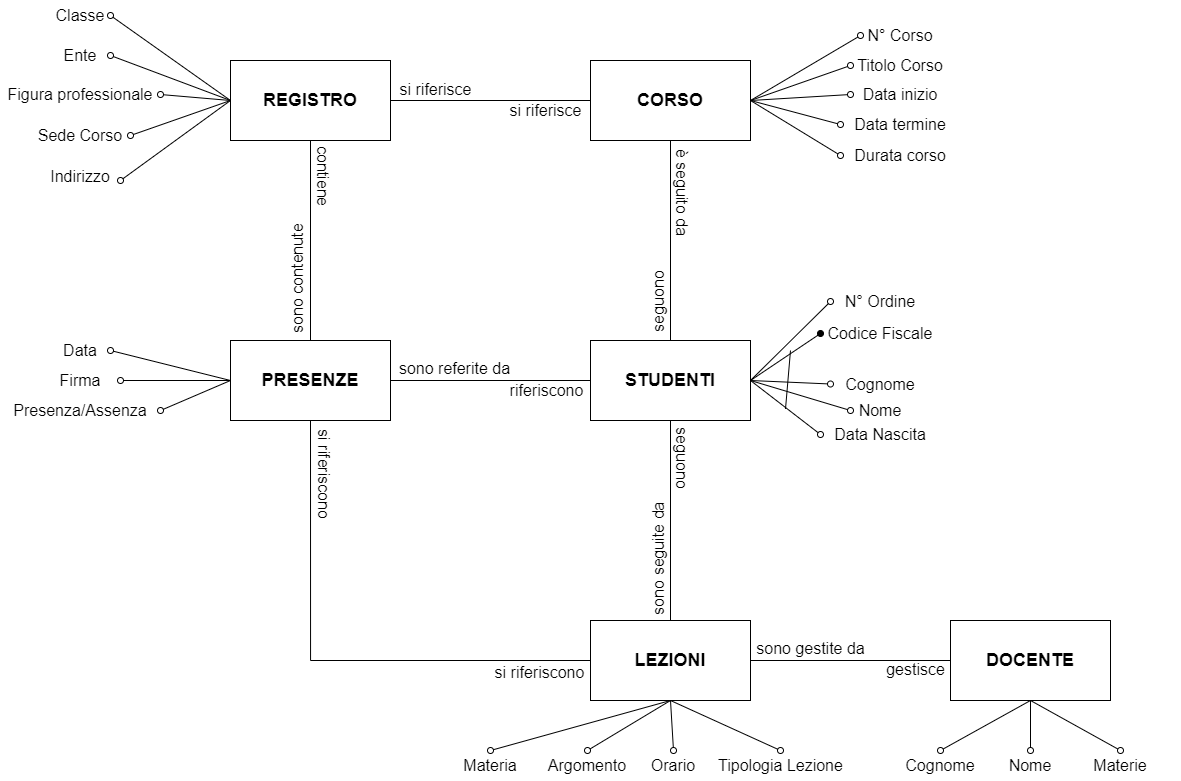 Classe
Ente
Figura professionale
Sede Corso
Indirizzo
REGISTRO
si riferisce
si riferisce
CORSO
N° Corso
Titolo Corso
Data inizio
Data termine
Durata corso
contiene
sono contenute
è seguito da
seguono
Data
Firma
Presenza/Assenza
PRESENZE
sono referite da
riferiscono
STUDENTI
N° Ordine
Codice Fiscale
Cognome
Nome
Data Nascita
si riferiscono
seguono
sono seguite da
si riferiscono
LEZIONI
sono gestite da
gestisce
DOCENTE
Materia
Argomento
Orario
Tipologia Lezione
Cognome
Nome
Materie